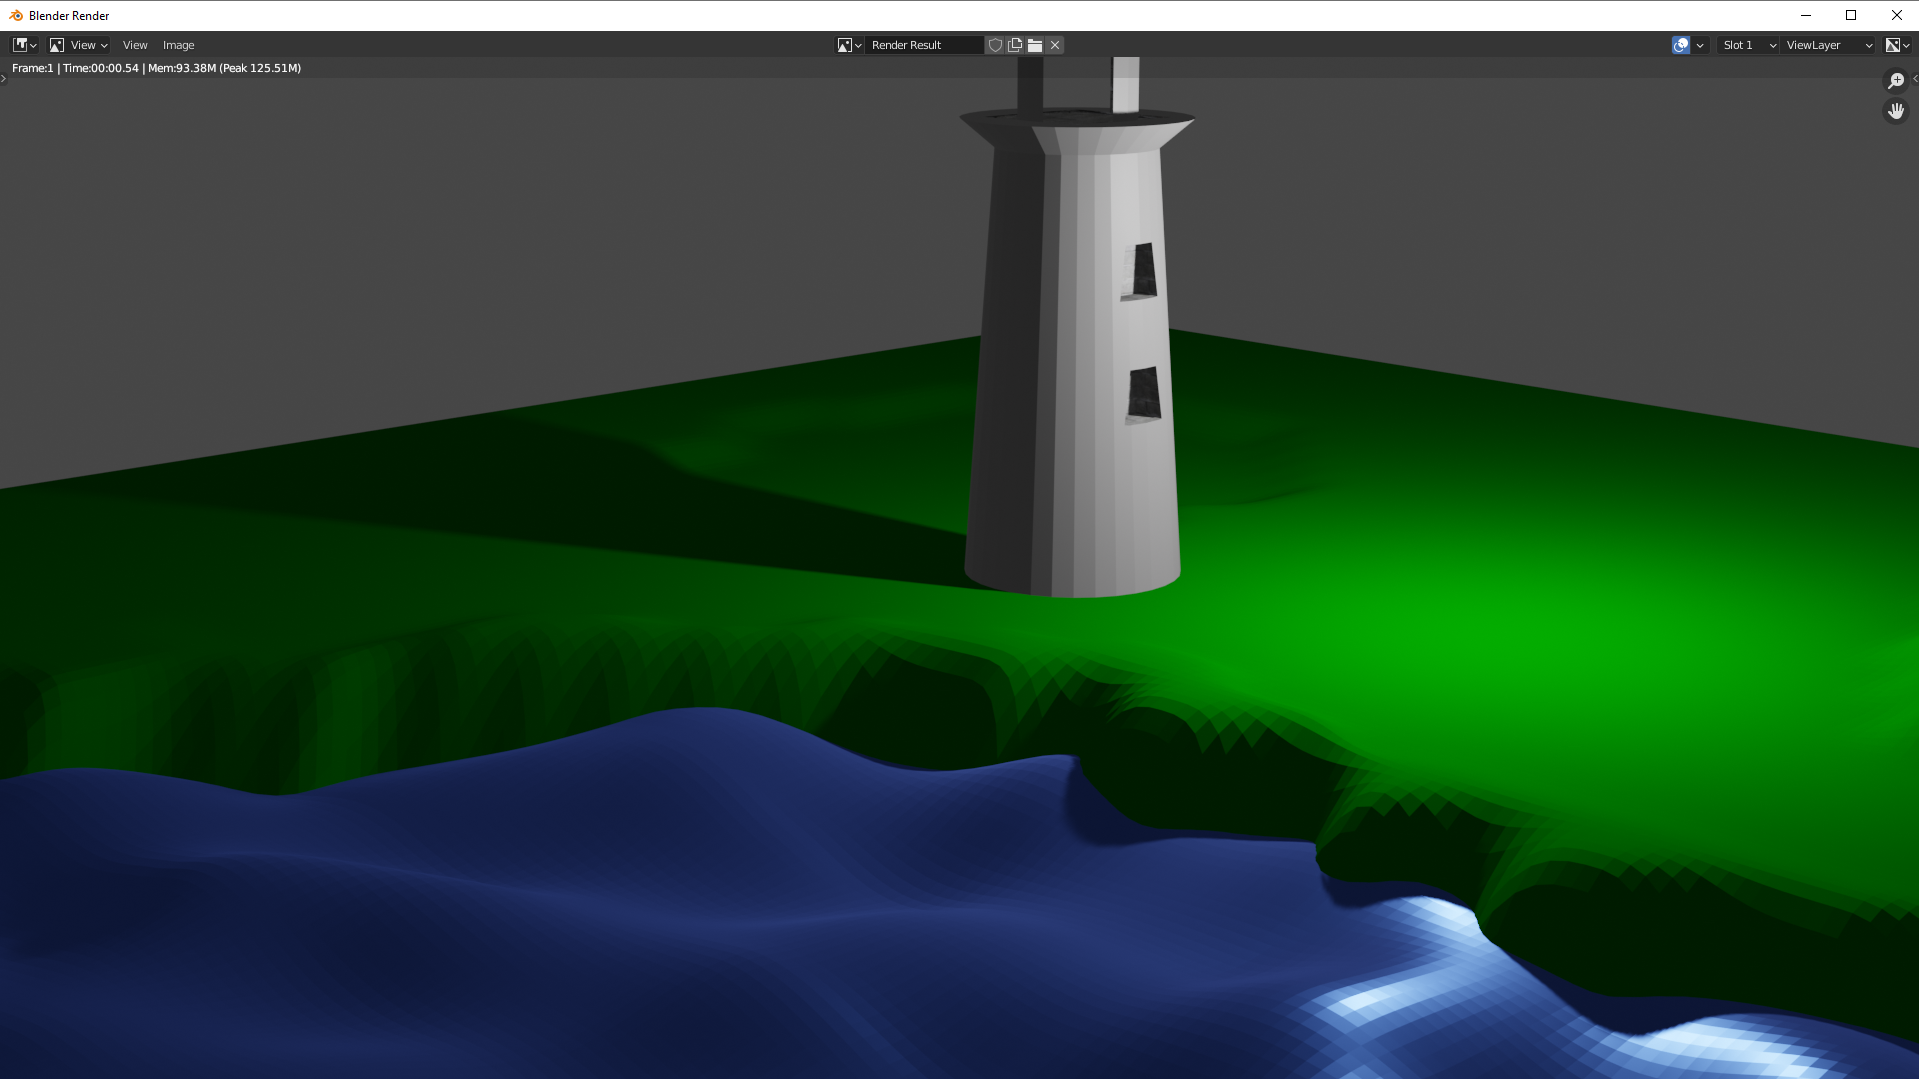 Blender Render
View View Image Render Result Slot 1 ViewLayer
Frame:1 | Time:00:00.54 | Mem:93.38M (Peak 125.51M)